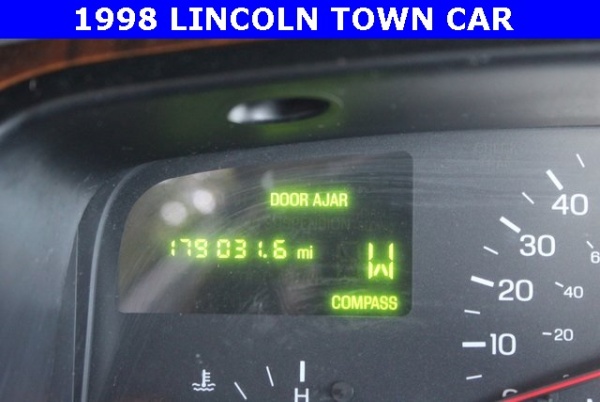 1998 LINCOLN TOWN CAR
DOOR AJAR
179031.6 mi
W
COMPASS
40
30
20
-40
-20
10
H